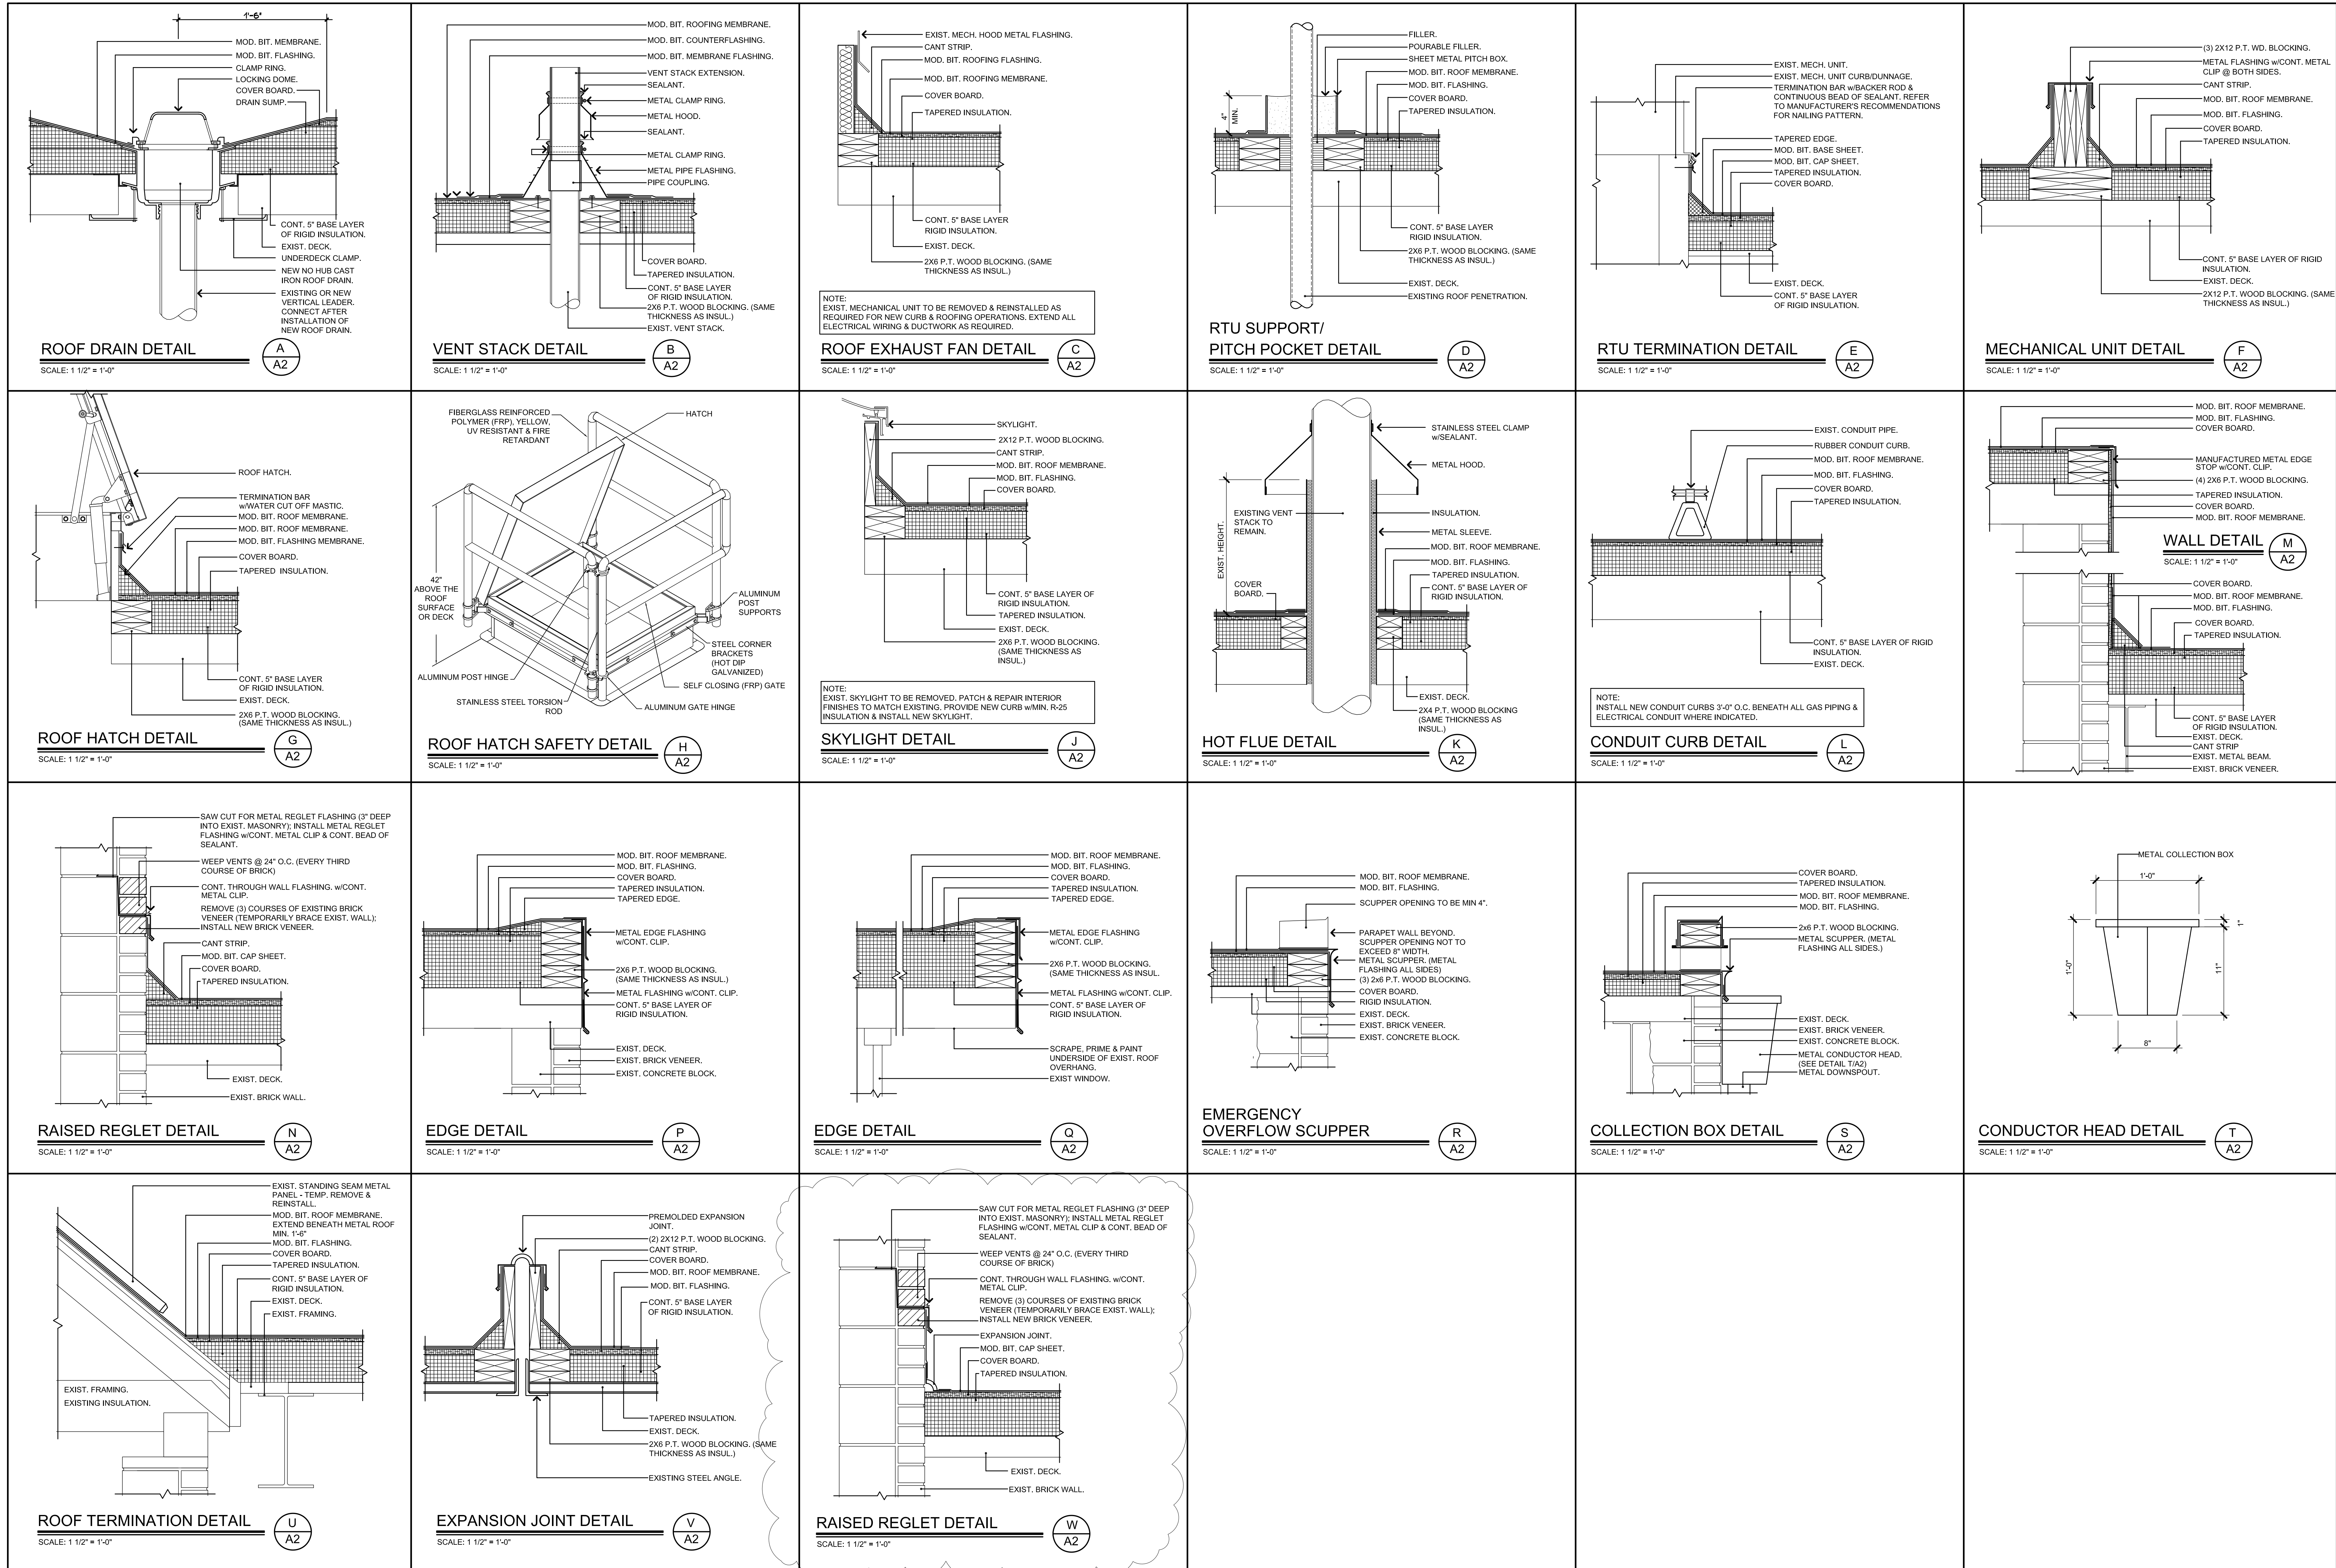 1'-6"
MOD. BIT. MEMBRANE.
MOD. BIT. FLASHING.
CLAMP RING.
LOCKING DOME.
COVER BOARD.
DRAIN SUMP.
CONT. 5" BASE LAYER
OF RIGID INSULATION.
EXIST. DECK.
UNDERDECK CLAMP.
NEW NO HUB CAST
IRON ROOF DRAIN.
EXISTING OR NEW
VERTICAL LEADER.
CONNECT AFTER
INSTALLATION OF
NEW ROOF DRAIN.
ROOF DRAIN DETAIL
A
A2
SCALE: 1 1/2" = 1'-0"
MOD. BIT. ROOFING MEMBRANE.
MOD. BIT. COUNTERFLASHING.
MOD. BIT. MEMBRANE FLASHING.
VENT STACK EXTENSION.
SEALANT.
METAL CLAMP RING.
METAL HOOD.
SEALANT.
METAL CLAMP RING.
METAL PIPE FLASHING.
PIPE COUPLING.
COVER BOARD.
TAPERED INSULATION.
CONT. 5" BASE LAYER
OF RIGID INSULATION.
2X6 P.T. WOOD BLOCKING. (SAME
THICKNESS AS INSUL.)
EXIST. VENT STACK.
VENT STACK DETAIL
B
A2
SCALE: 1 1/2" = 1'-0"
EXIST. MECH. HOOD METAL FLASHING.
CANT STRIP.
MOD. BIT. ROOFING FLASHING.
MOD. BIT. ROOFING MEMBRANE.
COVER BOARD.
TAPERED INSULATION.
CONT. 5" BASE LAYER
RIGID INSULATION.
EXIST. DECK.
2X6 P.T. WOOD BLOCKING. (SAME
THICKNESS AS INSUL.)
NOTE:
EXIST. MECHANICAL UNIT TO BE REMOVED & REINSTALLED AS
REQUIRED FOR NEW CURB & ROOFING OPERATIONS. EXTEND ALL
ELECTRICAL WIRING & DUCTWORK AS REQUIRED.
ROOF EXHAUST FAN DETAIL
C
A2
SCALE: 1 1/2" = 1'-0"
FILLER.
POURABLE FILLER.
SHEET METAL PITCH BOX.
MOD. BIT. ROOF MEMBRANE.
MOD. BIT. FLASHING.
COVER BOARD.
TAPERED INSULATION.
4"
MIN.
CONT. 5" BASE LAYER
RIGID INSULATION.
2X6 P.T. WOOD BLOCKING. (SAME
THICKNESS AS INSUL.)
EXIST. DECK.
EXISTING ROOF PENETRATION.
RTU SUPPORT/
PITCH POCKET DETAIL
D
A2
SCALE: 1 1/2" = 1'-0"
EXIST. MECH. UNIT.
EXIST. MECH. UNIT CURB/DUNNAGE.
TERMINATION BAR w/BACKER ROD &
CONTINUOUS BEAD OF SEALANT. REFER
TO MANUFACTURER'S RECOMMENDATIONS
FOR NAILING PATTERN.
TAPERED EDGE.
MOD. BIT. BASE SHEET.
MOD. BIT. CAP SHEET.
TAPERED INSULATION.
COVER BOARD.
EXIST. DECK.
CONT. 5" BASE LAYER
OF RIGID INSULATION.
RTU TERMINATION DETAIL
E
A2
SCALE: 1 1/2" = 1'-0"
(3) 2X12 P.T. WD. BLOCKING.
METAL FLASHING w/CONT. METAL
CLIP @ BOTH SIDES.
CANT STRIP.
MOD. BIT. ROOF MEMBRANE.
MOD. BIT. FLASHING.
COVER BOARD.
TAPERED INSULATION.
CONT. 5" BASE LAYER OF RIGID
INSULATION.
EXIST. DECK.
2X12 P.T. WOOD BLOCKING. (SAME
THICKNESS AS INSUL.)
MECHANICAL UNIT DETAIL
F
A2
SCALE: 1 1/2" = 1'-0"
ROOF HATCH.
TERMINATION BAR
w/WATER CUT OFF MASTIC.
MOD. BIT. ROOF MEMBRANE.
MOD. BIT. ROOF MEMBRANE.
MOD. BIT. FLASHING MEMBRANE.
COVER BOARD.
TAPERED INSULATION.
CONT. 5" BASE LAYER
OF RIGID INSULATION.
EXIST. DECK.
2X6 P.T. WOOD BLOCKING.
(SAME THICKNESS AS INSUL.)
ROOF HATCH DETAIL
G
A2
SCALE: 1 1/2" = 1'-0"
FIBERGLASS REINFORCED
POLYMER (FRP), YELLOW,
UV RESISTANT & FIRE
RETARDANT
HATCH
42"
ABOVE THE
ROOF
SURFACE
OR DECK
ALUMINUM
POST
SUPPORTS
STEEL CORNER
BRACKETS
(HOT DIP
GALVANIZED)
ALUMINUM POST HINGE
SELF CLOSING (FRP) GATE
STAINLESS STEEL TORSION
ROD
ALUMINUM GATE HINGE
ROOF HATCH SAFETY DETAIL
H
A2
SCALE: 1 1/2" = 1'-0"
SKYLIGHT.
2X12 P.T. WOOD BLOCKING.
CANT STRIP.
MOD. BIT. ROOF MEMBRANE.
MOD. BIT. FLASHING.
COVER BOARD.
CONT. 5" BASE LAYER OF
RIGID INSULATION.
TAPERED INSULATION.
EXIST. DECK.
2X6 P.T. WOOD BLOCKING.
(SAME THICKNESS AS
INSUL.)
NOTE:
EXIST. SKYLIGHT TO BE REMOVED. PATCH & REPAIR INTERIOR
FINISHES TO MATCH EXISTING. PROVIDE NEW CURB w/MIN. R-25
INSULATION & INSTALL NEW SKYLIGHT.
SKYLIGHT DETAIL
J
A2
SCALE: 1 1/2" = 1'-0"
STAINLESS STEEL CLAMP
w/SEALANT.
METAL HOOD.
EXISTING VENT
STACK TO
REMAIN.
EXIST. HEIGHT.
INSULATION.
METAL SLEEVE.
MOD. BIT. ROOF MEMBRANE.
MOD. BIT. FLASHING.
TAPERED INSULATION.
CONT. 5" BASE LAYER OF
RIGID INSULATION.
COVER
BOARD.
EXIST. DECK.
2X4 P.T. WOOD BLOCKING
(SAME THICKNESS AS
INSUL.)
HOT FLUE DETAIL
K
A2
SCALE: 1 1/2" = 1'-0"
EXIST. CONDUIT PIPE.
RUBBER CONDUIT CURB.
MOD. BIT. ROOF MEMBRANE.
MOD. BIT. FLASHING.
COVER BOARD.
TAPERED INSULATION.
CONT. 5" BASE LAYER OF RIGID
INSULATION.
EXIST. DECK.
NOTE:
INSTALL NEW CONDUIT CURBS 3'-0" O.C. BENEATH ALL GAS PIPING &
ELECTRICAL CONDUIT WHERE INDICATED.
CONDUIT CURB DETAIL
L
A2
SCALE: 1 1/2" = 1'-0"
MOD. BIT. ROOF MEMBRANE.
MOD. BIT. FLASHING.
COVER BOARD.
MANUFACTURED METAL EDGE
STOP w/CONT. CLIP.
(4) 2X6 P.T. WOOD BLOCKING.
TAPERED INSULATION.
COVER BOARD.
MOD. BIT. ROOF MEMBRANE.
WALL DETAIL
M
A2
SCALE: 1 1/2" = 1'-0"
COVER BOARD.
MOD. BIT. ROOF MEMBRANE.
MOD. BIT. FLASHING.
COVER BOARD.
TAPERED INSULATION.
CONT. 5" BASE LAYER
OF RIGID INSULATION.
EXIST. DECK.
CANT STRIP
EXIST. METAL BEAM.
EXIST. BRICK VENEER.
SAW CUT FOR METAL REGLET FLASHING (3" DEEP
INTO EXIST. MASONRY); INSTALL METAL REGLET
FLASHING w/CONT. METAL CLIP & CONT. BEAD OF
SEALANT.
WEEP VENTS @ 24" O.C. (EVERY THIRD
COURSE OF BRICK)
CONT. THROUGH WALL FLASHING. w/CONT.
METAL CLIP.
REMOVE (3) COURSES OF EXISTING BRICK
VENEER (TEMPORARILY BRACE EXIST. WALL);
INSTALL NEW BRICK VENEER.
CANT STRIP.
MOD. BIT. CAP SHEET.
COVER BOARD.
TAPERED INSULATION.
EXIST. DECK.
EXIST. BRICK WALL.
RAISED REGLET DETAIL
N
A2
SCALE: 1 1/2" = 1'-0"
MOD. BIT. ROOF MEMBRANE.
MOD. BIT. FLASHING.
COVER BOARD.
TAPERED INSULATION.
TAPERED EDGE.
METAL EDGE FLASHING
w/CONT. CLIP.
2X6 P.T. WOOD BLOCKING.
(SAME THICKNESS AS INSUL.)
METAL FLASHING w/CONT. CLIP.
CONT. 5" BASE LAYER OF
RIGID INSULATION.
EXIST. DECK.
EXIST. BRICK VENEER.
EXIST. CONCRETE BLOCK.
EDGE DETAIL
P
A2
SCALE: 1 1/2" = 1'-0"
MOD. BIT. ROOF MEMBRANE.
MOD. BIT. FLASHING.
COVER BOARD.
TAPERED INSULATION.
TAPERED EDGE.
METAL EDGE FLASHING
w/CONT. CLIP.
2X6 P.T. WOOD BLOCKING.
(SAME THICKNESS AS INSUL.
METAL FLASHING w/CONT. CLIP.
CONT. 5" BASE LAYER OF
RIGID INSULATION.
SCRAPE, PRIME & PAINT
UNDERSIDE OF EXIST. ROOF
OVERHANG.
EXIST WINDOW.
EDGE DETAIL
Q
A2
SCALE: 1 1/2" = 1'-0"
MOD. BIT. ROOF MEMBRANE.
MOD. BIT. FLASHING.
SCUPPER OPENING TO BE MIN 4".
PARAPET WALL BEYOND.
SCUPPER OPENING NOT TO
EXCEED 8" WIDTH.
METAL SCUPPER. (METAL
FLASHING ALL SIDES)
(3) 2x6 P.T. WOOD BLOCKING.
COVER BOARD.
RIGID INSULATION.
EXIST. DECK.
EXIST. BRICK VENEER.
EXIST. CONCRETE BLOCK.
EMERGENCY
OVERFLOW SCUPPER
R
A2
SCALE: 1 1/2" = 1'-0"
COVER BOARD.
TAPERED INSULATION.
MOD. BIT. ROOF MEMBRANE.
MOD. BIT. FLASHING.
2x6 P.T. WOOD BLOCKING.
METAL SCUPPER. (METAL
FLASHING ALL SIDES.)
EXIST. DECK.
EXIST. BRICK VENEER.
EXIST. CONCRETE BLOCK.
METAL CONDUCTOR HEAD,
(SEE DETAIL T/A2)
METAL DOWNSPOUT.
COLLECTION BOX DETAIL
S
A2
SCALE: 1 1/2" = 1'-0"
METAL COLLECTION BOX
1'-0"
1"
1'-0"
11"
8"
CONDUCTOR HEAD DETAIL
T
A2
SCALE: 1 1/2" = 1'-0"
EXIST. STANDING SEAM METAL
PANEL - TEMP. REMOVE &
REINSTALL.
MOD. BIT. ROOF MEMBRANE.
EXTEND BENEATH METAL ROOF
MIN. 1'-6"
MOD. BIT. FLASHING.
COVER BOARD.
TAPERED INSULATION.
CONT. 5" BASE LAYER OF
RIGID INSULATION.
EXIST. DECK.
EXIST. FRAMING.
EXIST. FRAMING.
EXISTING INSULATION.
ROOF TERMINATION DETAIL
U
A2
SCALE: 1 1/2" = 1'-0"
PREMOLDED EXPANSION
JOINT.
(2) 2X12 P.T. WOOD BLOCKING.
CANT STRIP.
COVER BOARD.
MOD. BIT. ROOF MEMBRANE.
MOD. BIT. FLASHING.
CONT. 5" BASE LAYER
OF RIGID INSULATION.
TAPERED INSULATION.
EXIST. DECK.
2X6 P.T. WOOD BLOCKING. (SAME
THICKNESS AS INSUL.)
EXISTING STEEL ANGLE.
EXPANSION JOINT DETAIL
V
A2
SCALE: 1 1/2" = 1'-0"
SAW CUT FOR METAL REGLET FLASHING (3" DEEP
INTO EXIST. MASONRY); INSTALL METAL REGLET
FLASHING w/CONT. METAL CLIP & CONT. BEAD OF
SEALANT.
WEEP VENTS @ 24" O.C. (EVERY THIRD
COURSE OF BRICK)
CONT. THROUGH WALL FLASHING. w/CONT.
METAL CLIP.
REMOVE (3) COURSES OF EXISTING BRICK
VENEER (TEMPORARILY BRACE EXIST. WALL);
INSTALL NEW BRICK VENEER.
EXPANSION JOINT.
MOD. BIT. CAP SHEET.
COVER BOARD.
TAPERED INSULATION.
EXIST. DECK.
EXIST. BRICK WALL.
RAISED REGLET DETAIL
W
A2
SCALE: 1 1/2" = 1'-0"